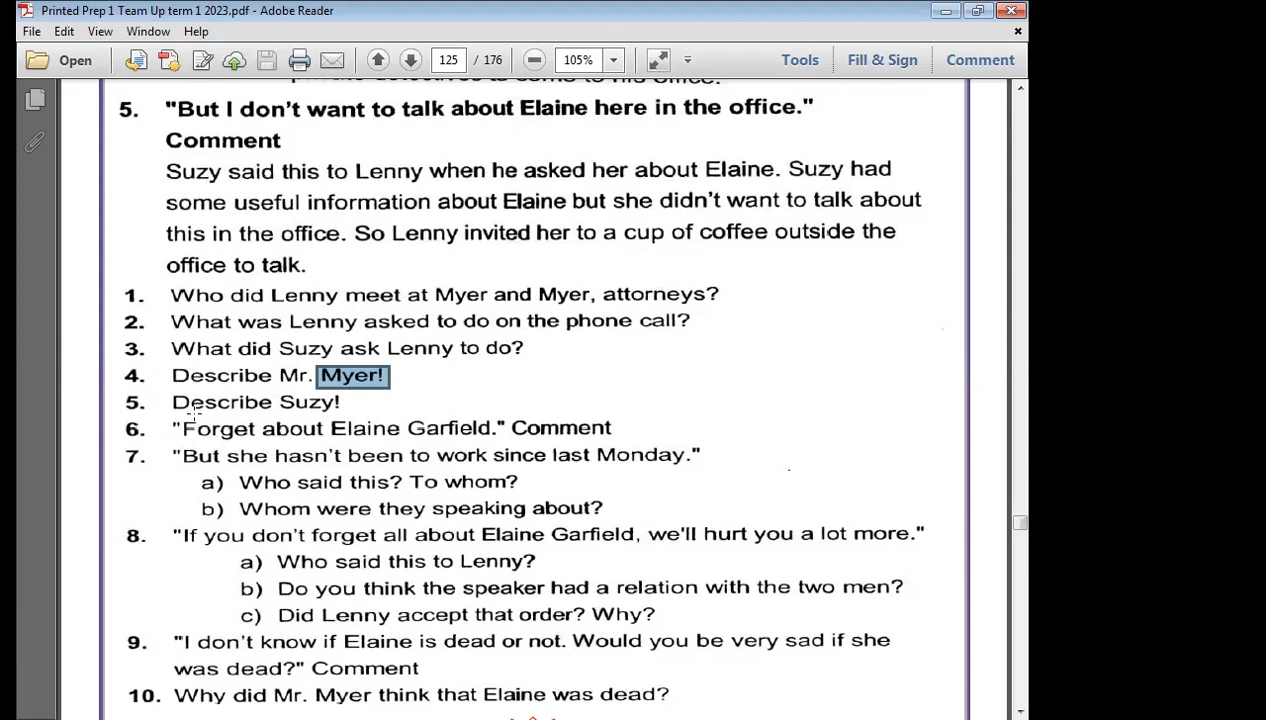 Printed Prep 1 Team Up term 1 2023.pdf - Adobe Reader
File Edit View Window Help
Open 125 / 176 105% Tools Fill & Sign Comment
private detectives to come to his office.
5. "But I don't want to talk about Elaine here in the office."
Comment
Suzy said this to Lenny when he asked her about Elaine. Suzy had
some useful information about Elaine but she didn't want to talk about
this in the office. So Lenny invited her to a cup of coffee outside the
office to talk.
1. Who did Lenny meet at Myer and Myer, attorneys?
2. What was Lenny asked to do on the phone call?
3. What did Suzy ask Lenny to do?
4. Describe Mr. Myer!
5. Describe Suzy!
6. "Forget about Elaine Garfield." Comment
7. "But she hasn't been to work since last Monday."
a) Who said this? To whom?
b) Whom were they speaking about?
8. "If you don't forget all about Elaine Garfield, we'll hurt you a lot more."
a) Who said this to Lenny?
b) Do you think the speaker had a relation with the two men?
c) Did Lenny accept that order? Why?
9. "I don't know if Elaine is dead or not. Would you be very sad if she
was dead?" Comment
10. Why did Mr. Myer think that Elaine was dead?